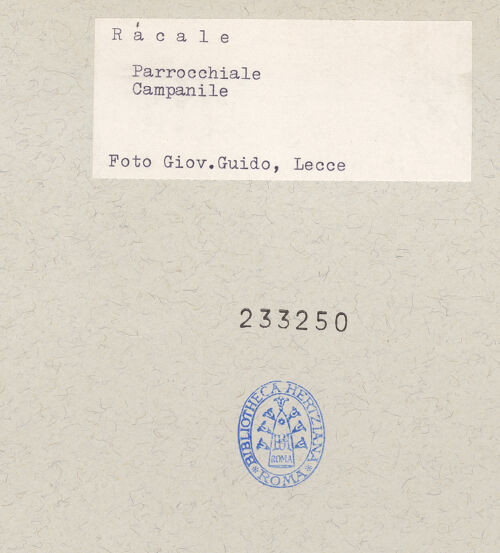 Rácale
Parrocchiale
Campanile
Foto Giov.Guido, Lecce
233250
BIBLIOTHECA HERTZIANA
ROMA
*ROMA*